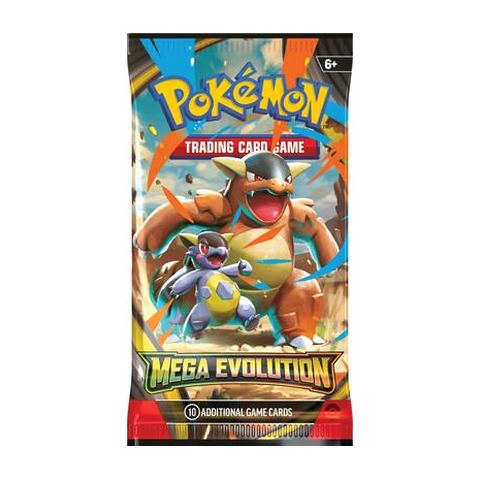 6+
POKéMON
TRADING CARD GAME
MEGA EVOLUTION
10 ADDITIONAL GAME CARDS